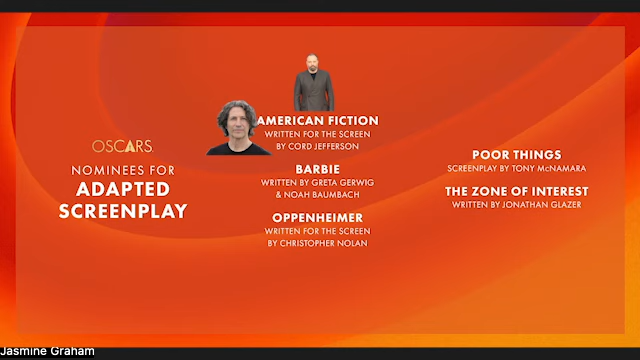 OSCARS.
NOMINEES FOR
ADAPTED
SCREENPLAY
AMERICAN FICTION
WRITTEN FOR THE SCREEN
BY CORD JEFFERSON
BARBIE
WRITTEN BY GRETA GERWIG
& NOAH BAUMBACH
OPPENHEIMER
WRITTEN FOR THE SCREEN
BY CHRISTOPHER NOLAN
POOR THINGS
SCREENPLAY BY TONY McNAMARA
THE ZONE OF INTEREST
WRITTEN BY JONATHAN GLAZER
Jasmine Graham